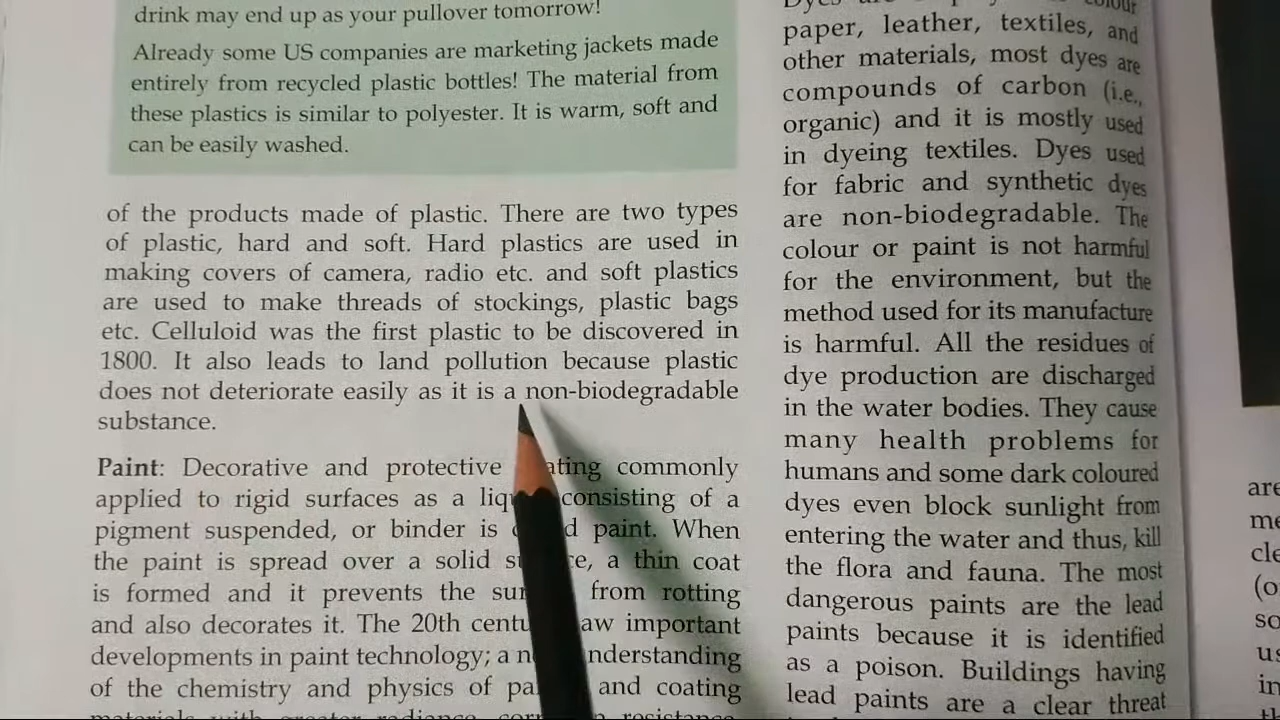 drink may end up as your pullover tomorrow!
Already some US companies are marketing jackets made
entirely from recycled plastic bottles! The material from
these plastics is similar to polyester. It is warm, soft and
can be easily washed.
of the products made of plastic. There are two types
of plastic, hard and soft. Hard plastics are used in
making covers of camera, radio etc. and soft plastics
are used to make threads of stockings, plastic bags
etc. Celluloid was the first plastic to be discovered in
1800. It also leads to land pollution because plastic
does not deteriorate easily as it is a non-biodegradable
substance.
Paint: Decorative and protective commonly
applied to rigid surfaces as a consisting of a
pigment suspended, or binder is paint. When
the paint is spread over a solid a thin coat
is formed and it prevents the from rotting
and also decorates it. The 20th important
developments in paint technology; a
of the chemistry and physics of and coating
colour
paper, leather, textiles, and
other materials, most dyes are
compounds of carbon (i.e.,
organic) and it is mostly used
in dyeing textiles. Dyes used
for fabric and synthetic dyes
are non-biodegradable. The
colour or paint is not harmful
for the environment, but the
method used for its manufacture
is harmful. All the residues of
dye production are discharged
in the water bodies. They cause
many health problems for
humans and some dark coloured
dyes even block sunlight from
entering the water and thus, kill
the flora and fauna. The most
dangerous paints are the lead
paints because it is identified
as a poison. Buildings having
lead paints are a clear threat